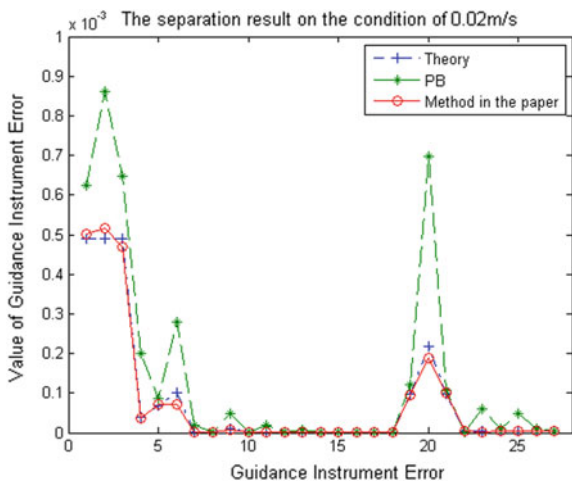 The separation result on the condition of 0.02m/s
x 10^-3
1
0.9
0.8
0.7
0.6
0.5
0.4
0.3
0.2
0.1
0
Value of Guidance Instrument Error
Theory
PB
Method in the paper
0 5 10 15 20 25
Guidance Instrument Error